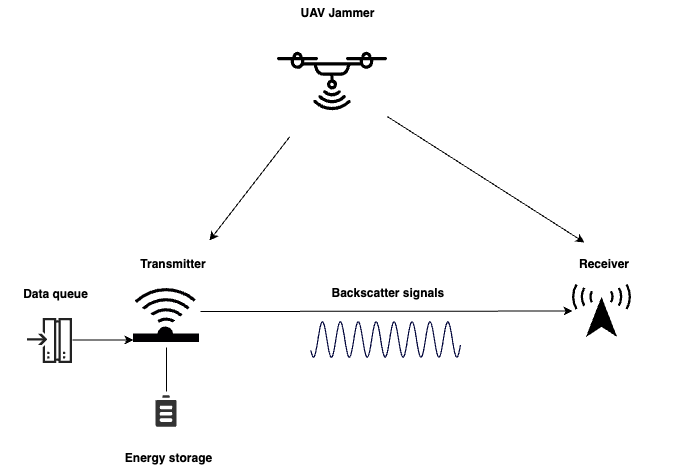 UAV Jammer
Transmitter
Receiver
Data queue
Backscatter signals
Energy storage